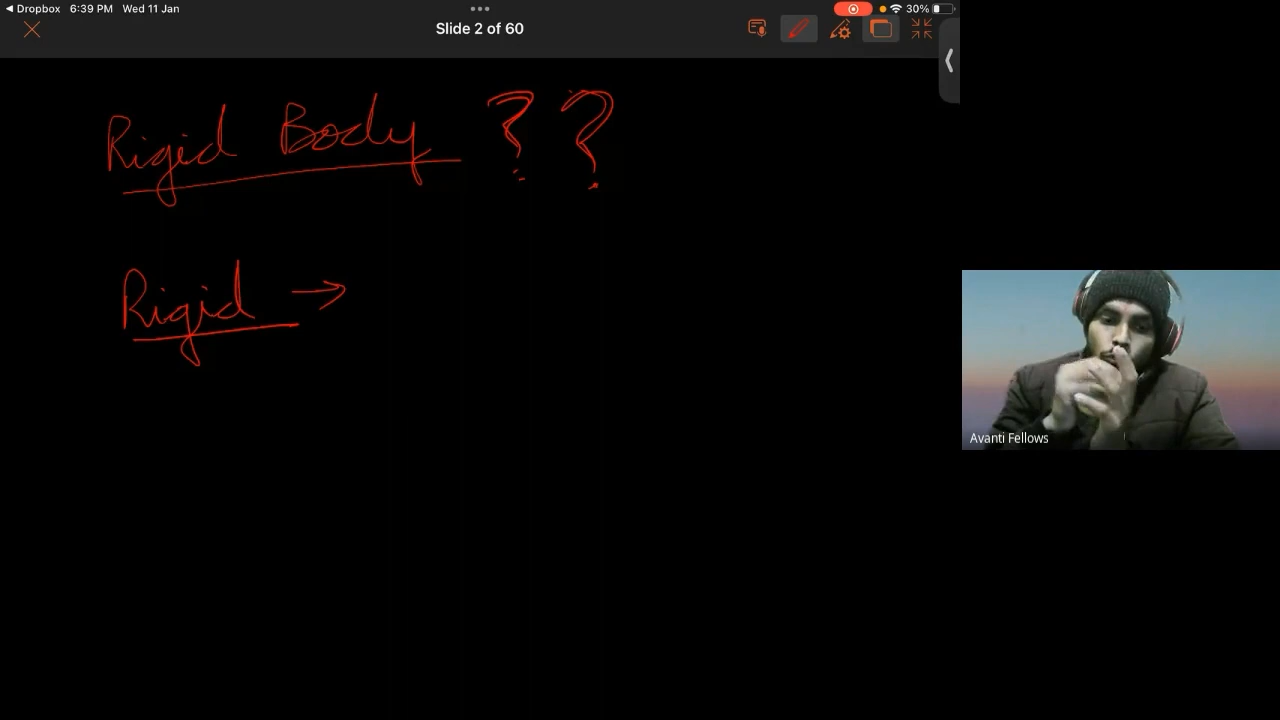 Dropbox 6:39 PM Wed 11 Jan 30%
Slide 2 of 60
Rigid Body ??
Rigid →
Avanti Fellows